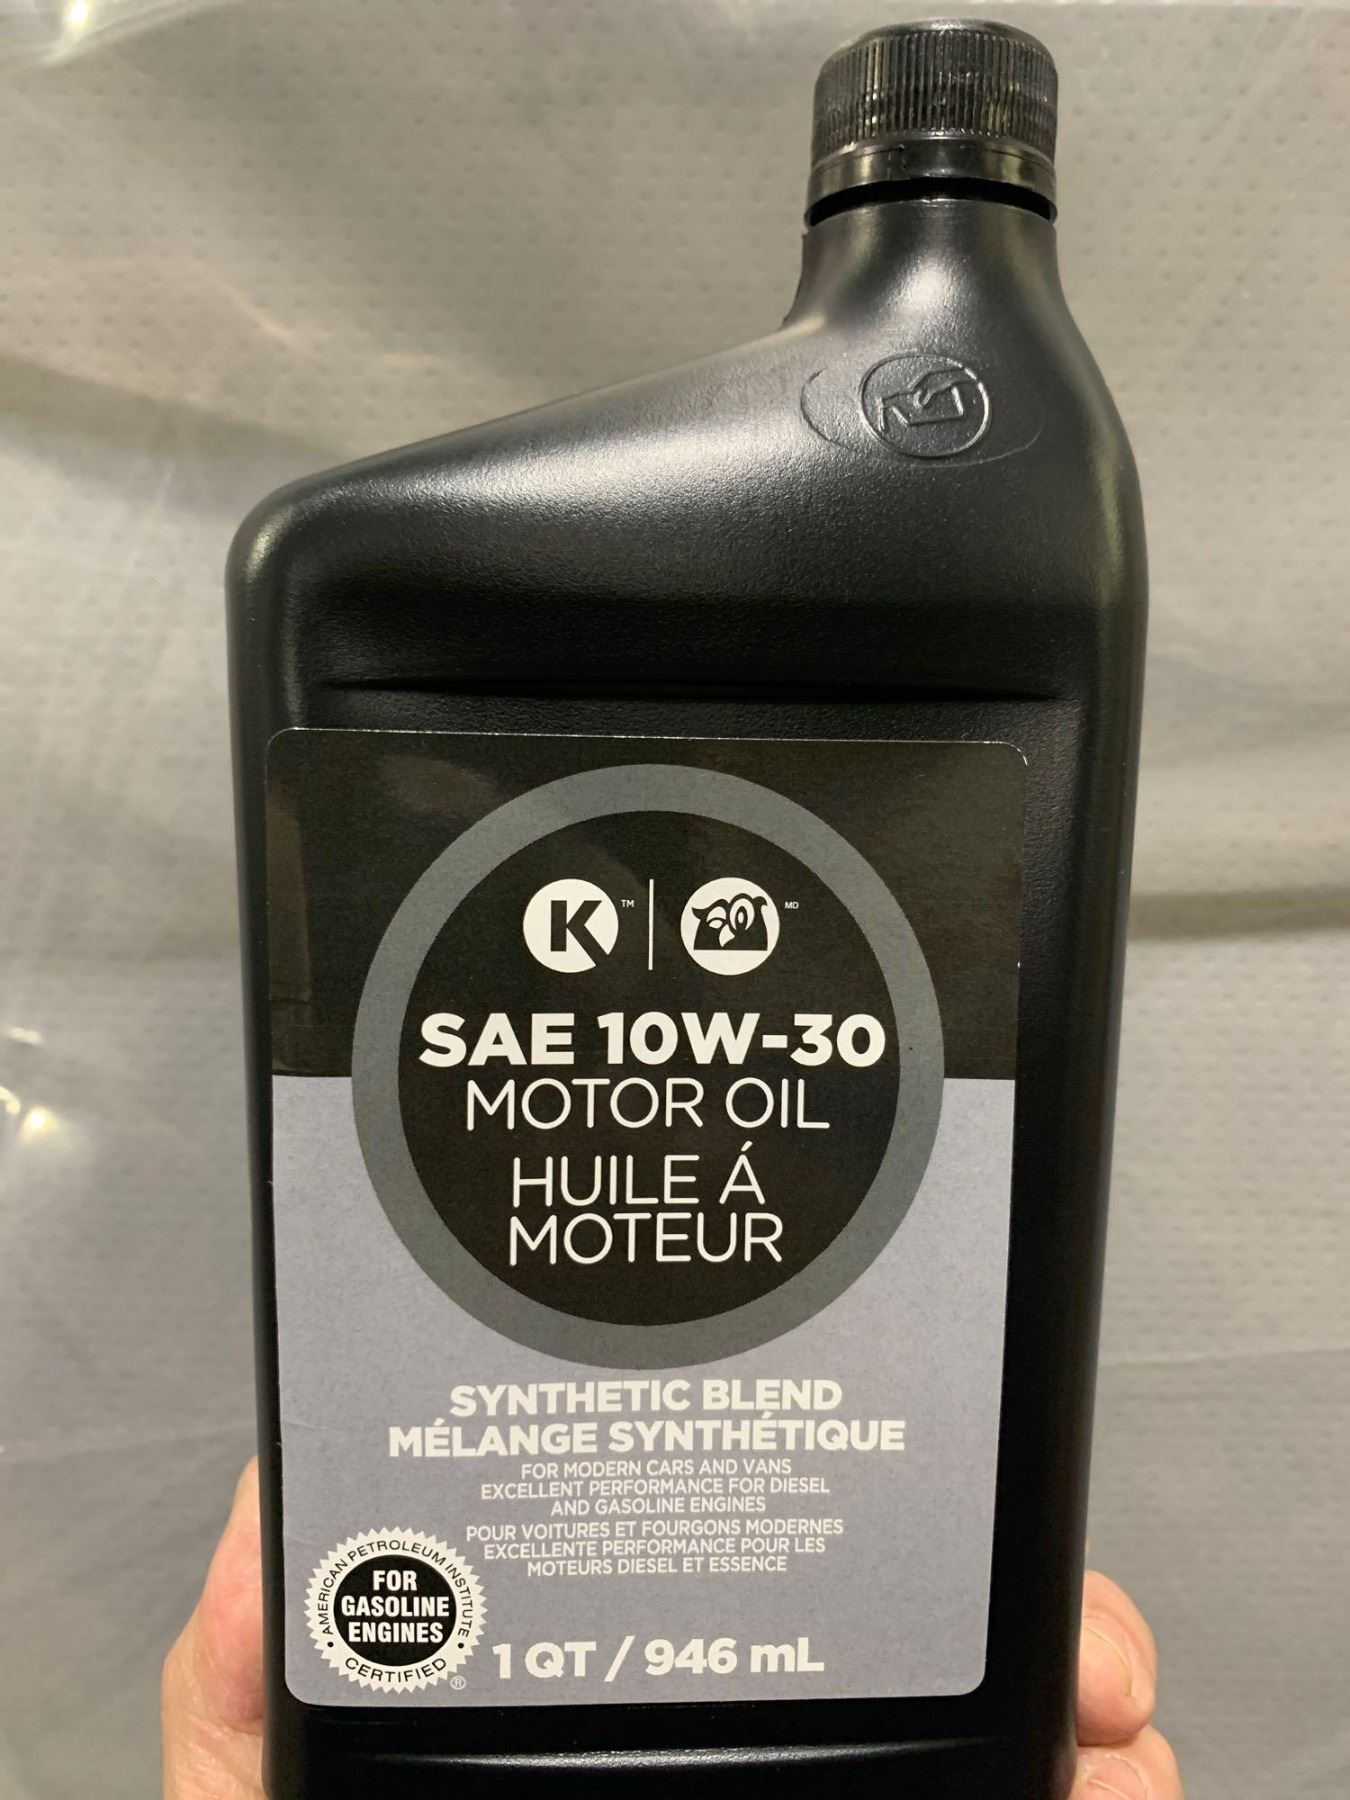 K ™ MD
SAE 10W-30
MOTOR OIL
HUILE Á
MOTEUR
SYNTHETIC BLEND
MÉLANGE SYNTHÉTIQUE
FOR MODERN CARS AND VANS
EXCELLENT PERFORMANCE FOR DIESEL
AND GASOLINE ENGINES
POUR VOITURES ET FOURGONS MODERNES
EXCELLENTE PERFORMANCE POUR LES
MOTEURS DIESEL ET ESSENCE
AMERICAN PETROLEUM INSTITUTE
FOR
GASOLINE
ENGINES
CERTIFIED ®
1 QT / 946 mL